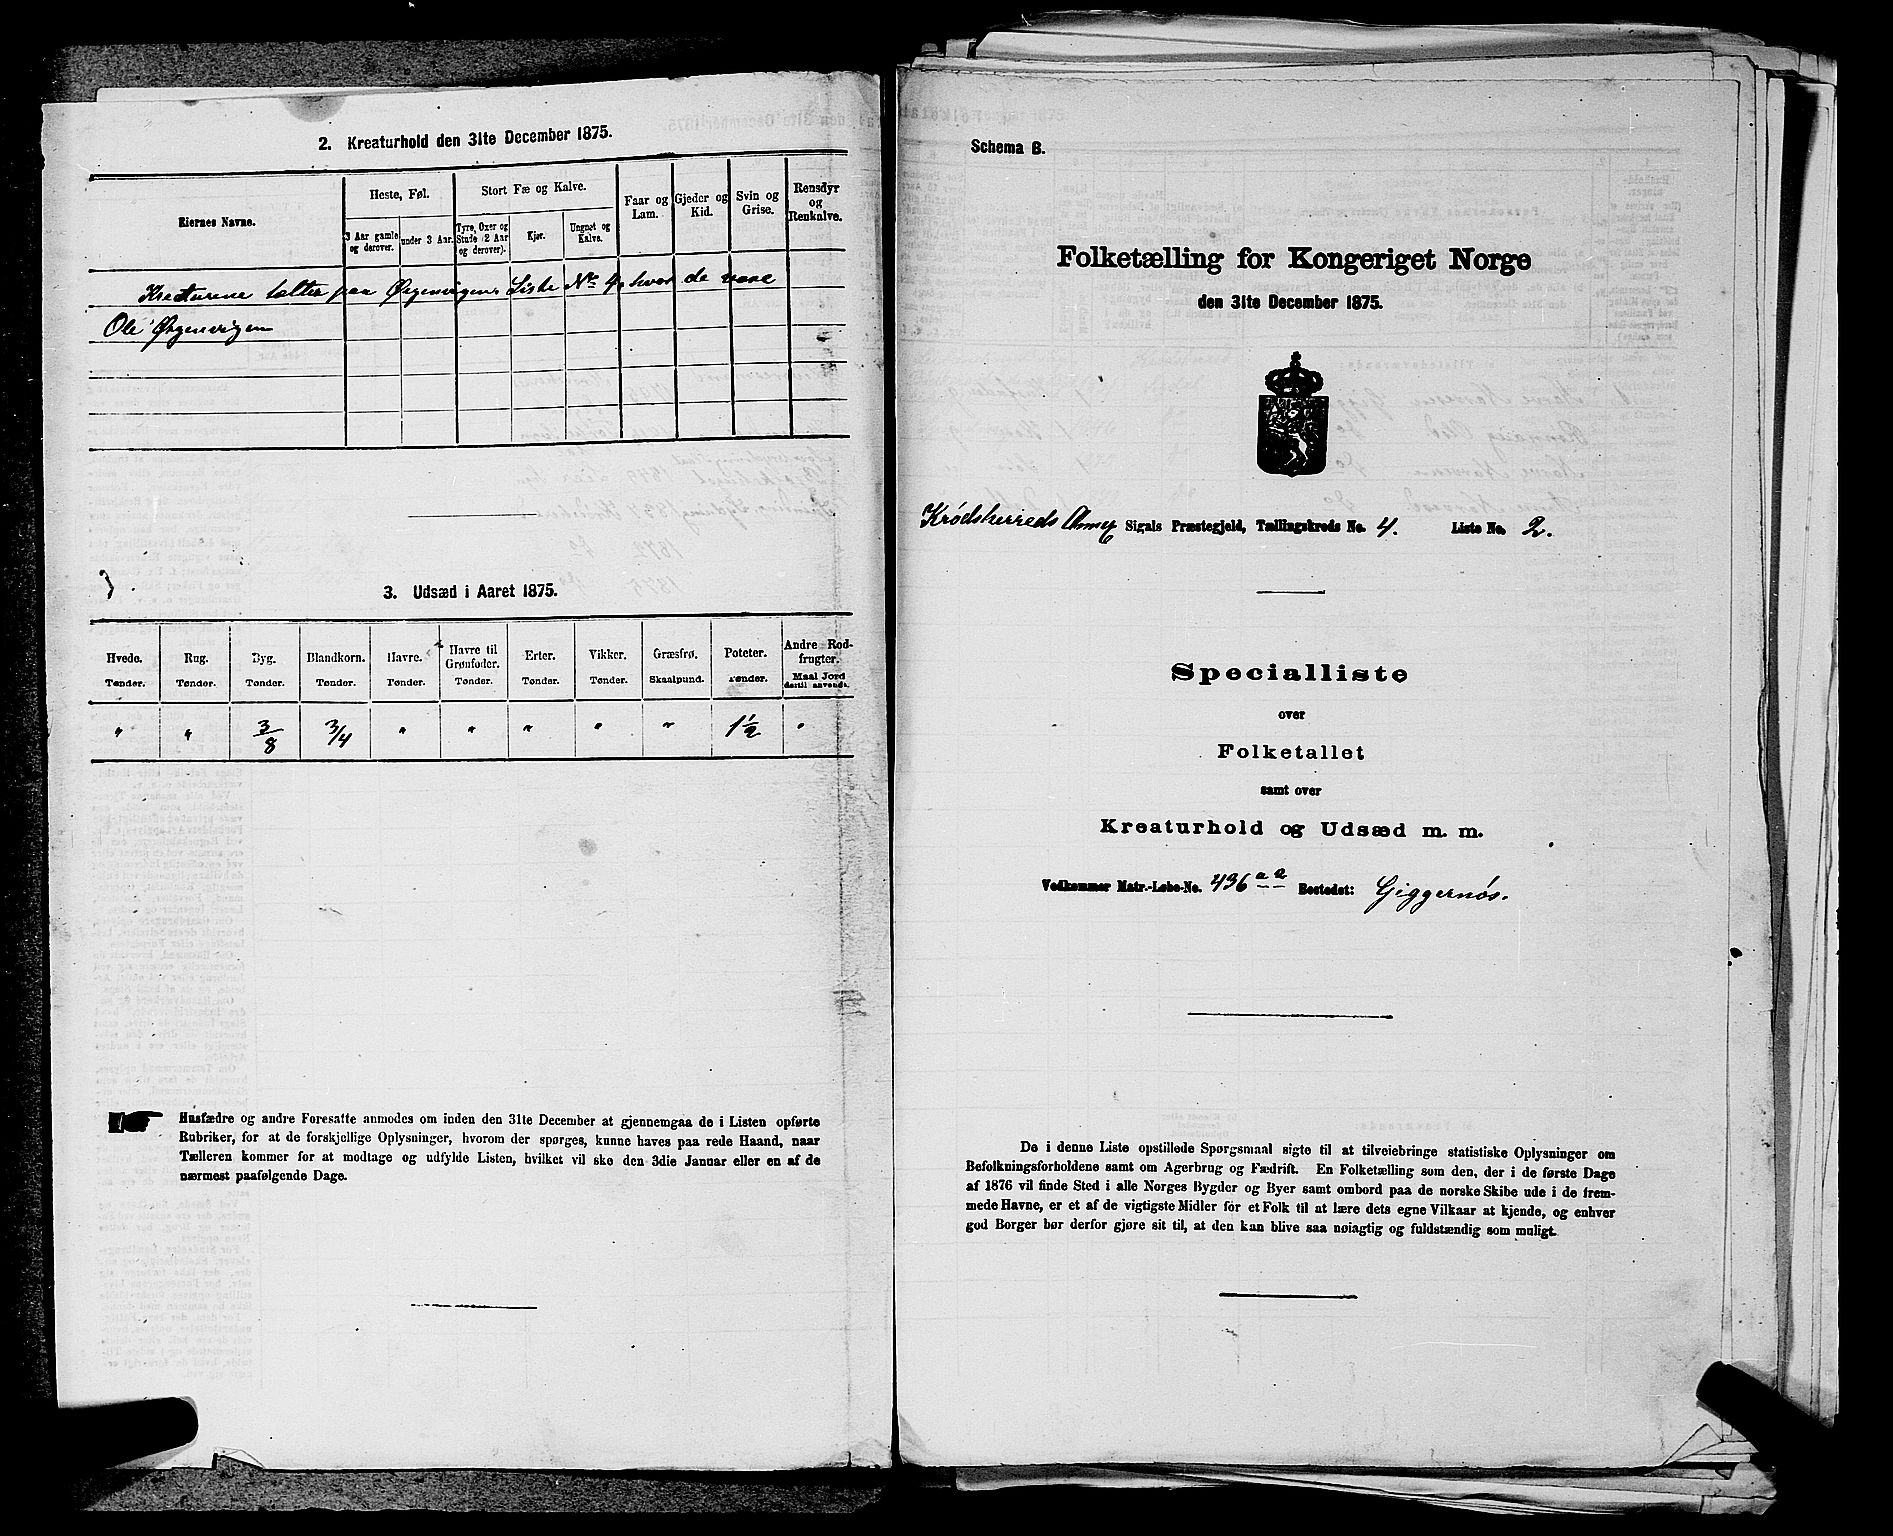 2. Kreaturhold den 31te December 1875.
Eiernes Navne.
Heste, Føl.
Stort Fæ og Kalve.
Faar og Lam.
Gjeder og Kid.
Svin og Grise.
Rensdyr og Renkalve.
3 Aar gamle og derover.
under 3 Aar.
Tyre, Oxer og Stude (2 Aar og derover).
Kjør.
Ungnøt og Kalve.
Kreaturene taltes paa Ørgenvigens Liste No 4, hvor de vare
Ole Ørgenvigen
3. Udsæd i Aaret 1875.
Hvede. Rug. Byg. Blandkorn. Havre. Havre til Grønfoder. Erter. Vikker. Græsfrø. Poteter. Andre Rodfrugter.
Tønder. Tønder. Tønder. Tønder. Tønder. Tønder. Tønder. Tønder. Skaalpund. Tønder. Maal Jord dertil anvendt.
" " 3/8 3/4 " " " " " 1 1/2 "
Husfædre og andre Foresatte anmodes om inden den 31te December at gjennemgaa de i Listen opførte
Rubriker, for at de forskjellige Oplysninger, hvorom der spørges, kunne haves paa rede Haand, naar
Tælleren kommer for at modtage og udfylde Listen, hvilket vil ske den 3die Januar eller en af de
nærmest paafølgende Dage.
Schema B.
Folketælling for Kongeriget Norge
den 31te December 1875.
Krødsherreds Annex Sigdals Præstegjeld, Tællingskreds No. 4. Liste No. 2.
Specialliste
over
Folketallet
samt over
Kreaturhold og Udsæd m. m.
Vedkommer Matr.-Løbe-No. 436 a a Bostedet: Giggernøs.
De i denne Liste opstillede Spørgsmaal sigte til at tilveiebringe statistiske Oplysninger om
Befolkningsforholdene samt om Agerbrug og Fædrift. En Folketælling som den, der i de første Dage
af 1876 vil finde Sted i alle Norges Bygder og Byer samt ombord paa de norske Skibe ude i de frem-
mede Havne, er et af de vigtigste Midler for et Folk til at lære dets egne Vilkaar at kjende, og enhver
god Borger bør derfor gjøre sit til, at den kan blive saa nøiagtig og fuldstændig som muligt.